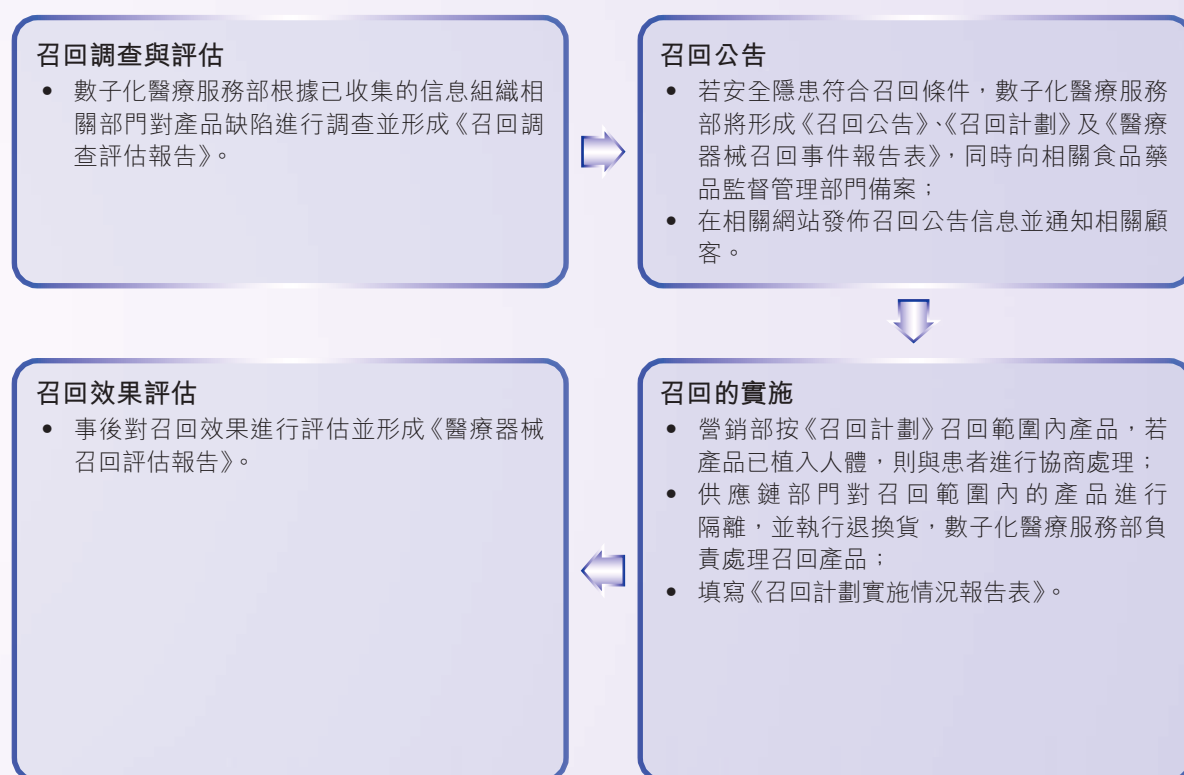 召回調查與評估
• 數子化醫療服務部根據已收集的信息組織相
關部門對產品缺陷進行調查並形成《召回調
查評估報告》。
召回公告
• 若安全隱患符合召回條件，數子化醫療服務
部將形成《召回公告》、《召回計劃》及《醫療
器械召回事件報告表》，同時向相關食品藥
品監督管理部門備案；
• 在相關網站發佈召回公告信息並通知相關顧
客。
召回的實施
• 營銷部按《召回計劃》召回範圍內產品，若
產品已植入人體，則與患者進行協商處理；
• 供應鏈部門對召回範圍內的產品進行
隔離，並執行退換貨，數子化醫療服務部負
責處理召回產品；
• 填寫《召回計劃實施情況報告表》。
召回效果評估
• 事後對召回效果進行評估並形成《醫療器械
召回評估報告》。